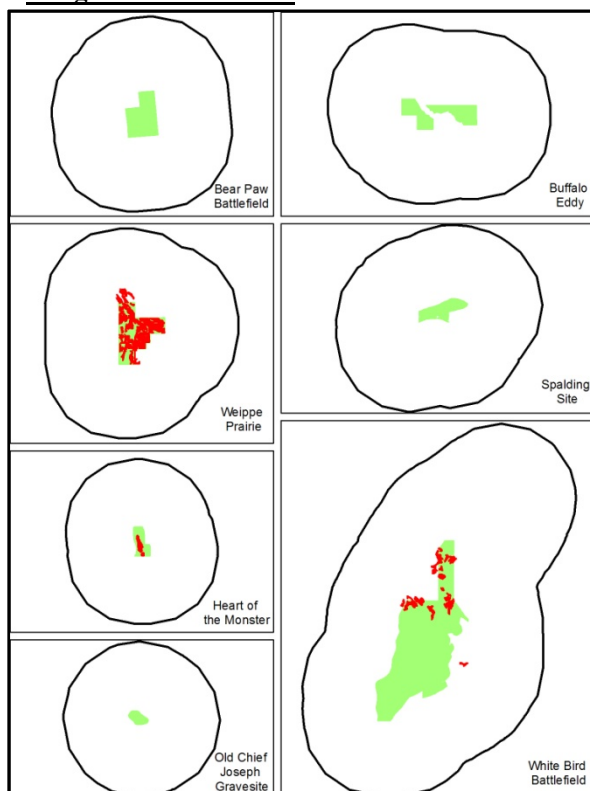 Bear Paw
Battlefield
Buffalo
Eddy
Weippe
Prairie
Spalding
Site
Heart of
the Monster
Old Chief
Joseph
Gravesite
White Bird
Battlefield